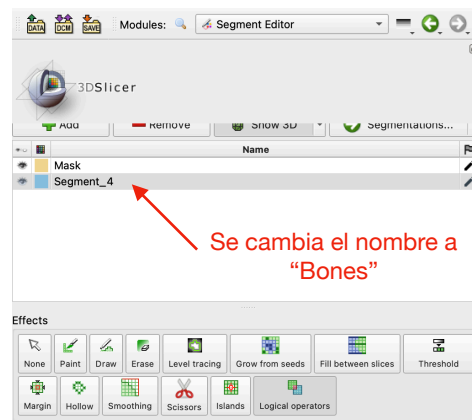 DATA DCM SAVE Modules: Segment Editor
3DSlicer
Add Remove Show 3D Segmentations...
Name
Mask
Segment_4
Se cambia el nombre a
“Bones”
Effects
None Paint Draw Erase Level tracing Grow from seeds Fill between slices Threshold
Margin Hollow Smoothing Scissors Islands Logical operators